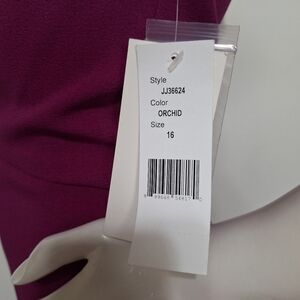 Style
JJ36624
Color
ORCHID
Size
16